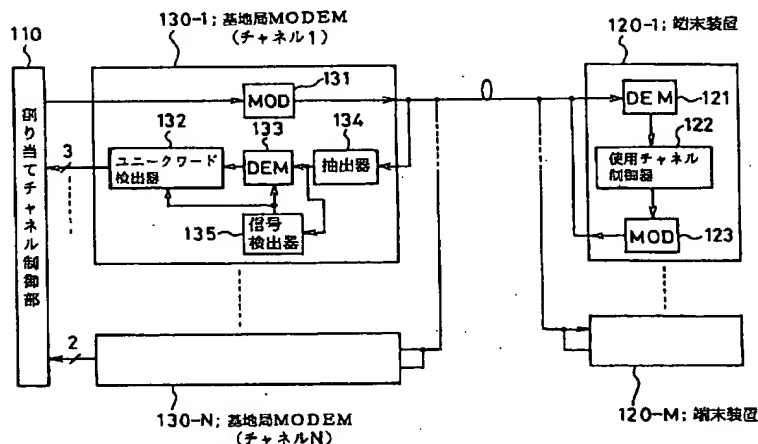 110
割り当てチャネル制御部
130-1; 基地局MODEM
(チャネル1)
131
MOD
132
ユニークワード
検出器
133
DEM
134
抽出器
135
信号
検出器
3
2
130-N; 基地局MODEM
(チャネルN)
120-1; 端末装置
DEM
121
122
使用チャネル
制御器
MOD
123
120-M; 端末装置